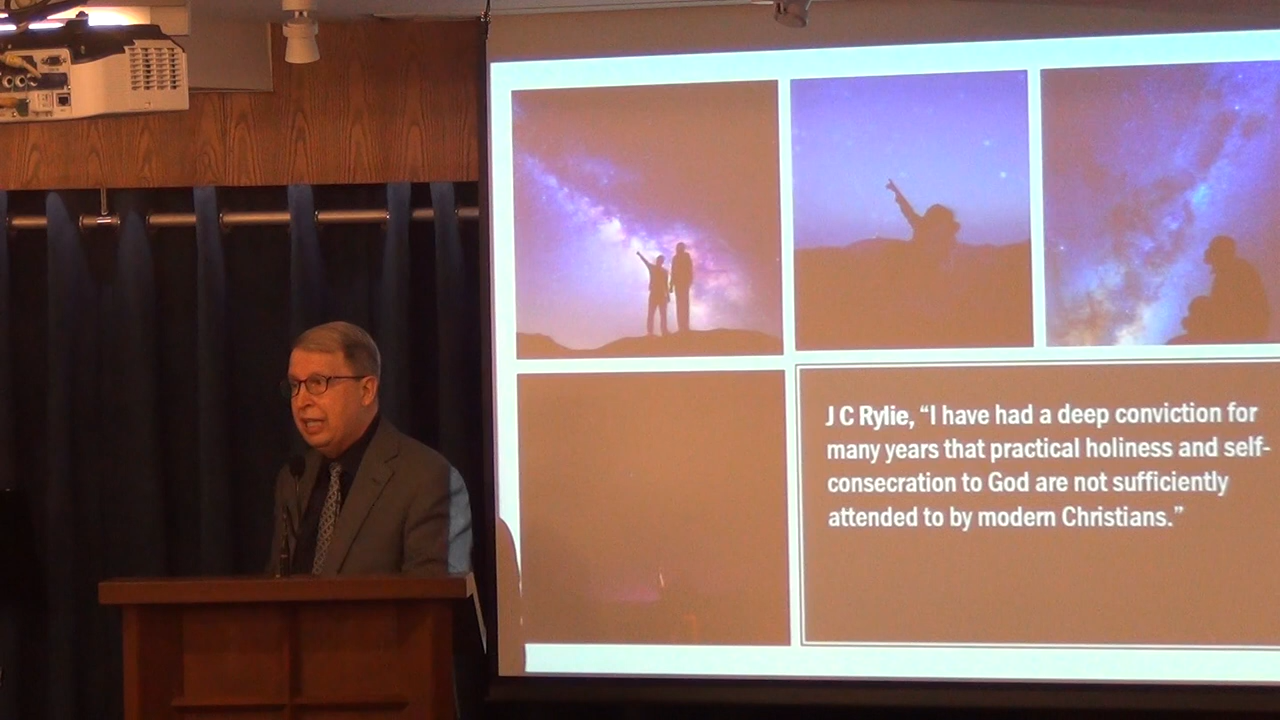 J C Rylie, “I have had a deep conviction for
many years that practical holiness and self-
consecration to God are not sufficiently
attended to by modern Christians.”